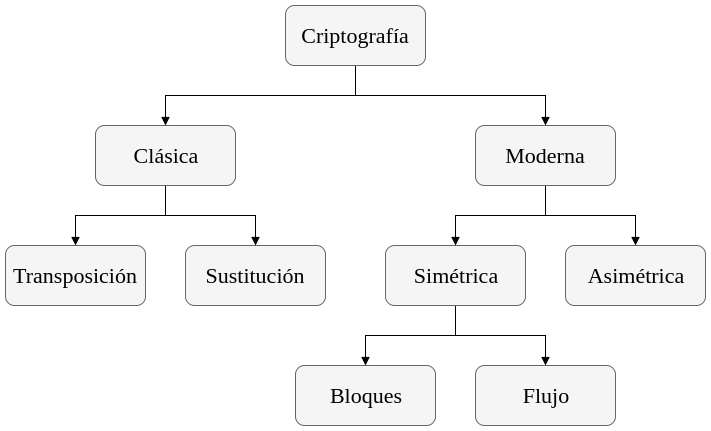 Criptografía
Clásica
Moderna
Transposición
Sustitución
Simétrica
Asimétrica
Bloques
Flujo